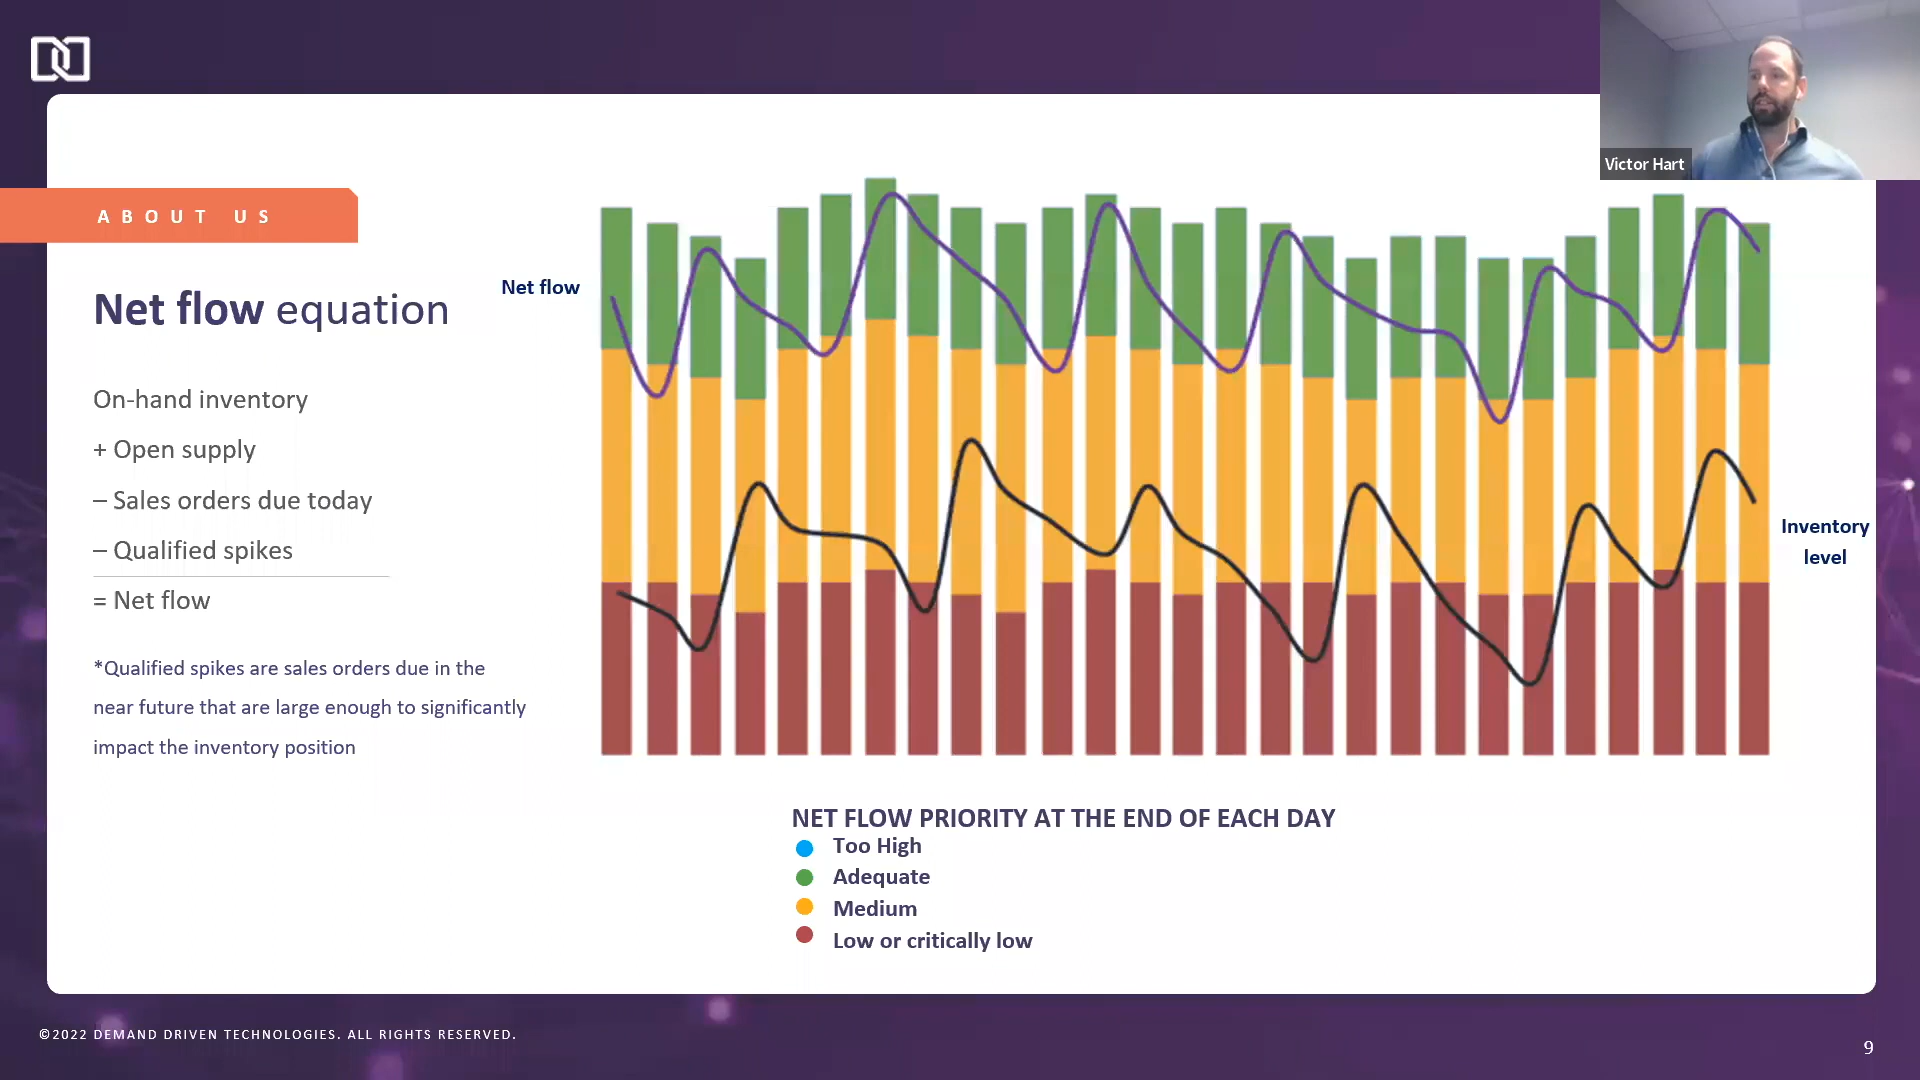 Victor Hart
ABOUT US
Net flow equation
On-hand inventory
+ Open supply
– Sales orders due today
– Qualified spikes
= Net flow
*Qualified spikes are sales orders due in the
near future that are large enough to significantly
impact the inventory position
Net flow
Inventory
level
NET FLOW PRIORITY AT THE END OF EACH DAY
Too High
Adequate
Medium
Low or critically low
©2022 DEMAND DRIVEN TECHNOLOGIES. ALL RIGHTS RESERVED.
9